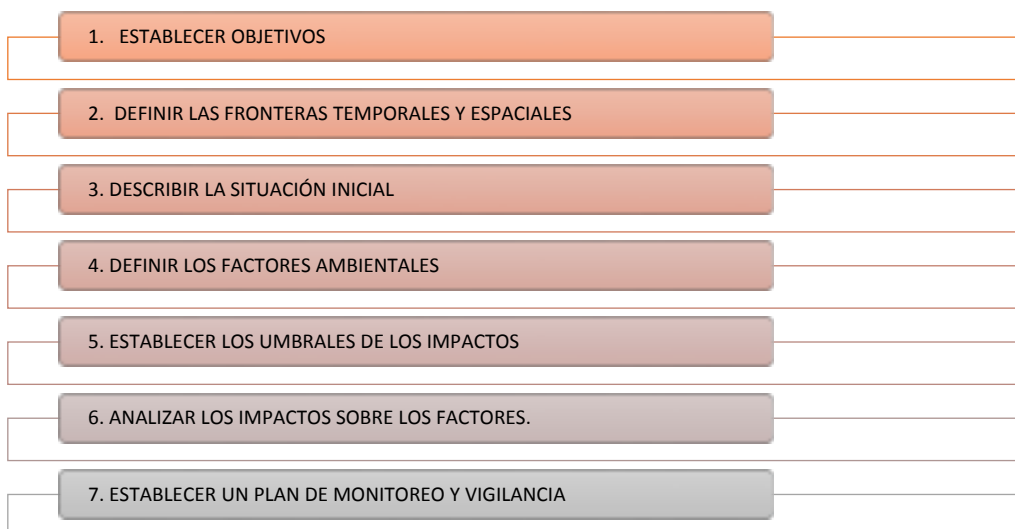 1. ESTABLECER OBJETIVOS
2. DEFINIR LAS FRONTERAS TEMPORALES Y ESPACIALES
3. DESCRIBIR LA SITUACIÓN INICIAL
4. DEFINIR LOS FACTORES AMBIENTALES
5. ESTABLECER LOS UMBRALES DE LOS IMPACTOS
6. ANALIZAR LOS IMPACTOS SOBRE LOS FACTORES.
7. ESTABLECER UN PLAN DE MONITOREO Y VIGILANCIA